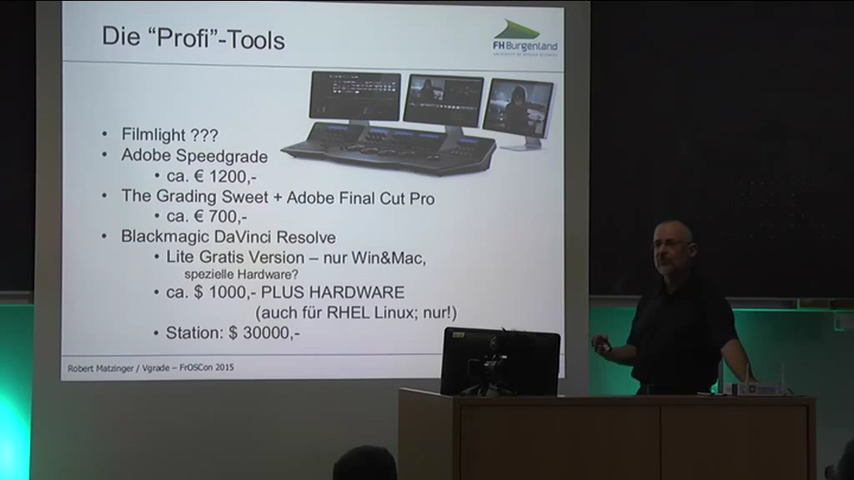 Die “Profi”-Tools
FH Burgenland
• Filmlight ???
• Adobe Speedgrade
• ca. € 1200,-
• The Grading Sweet + Adobe Final Cut Pro
• ca. € 700,-
• Blackmagic DaVinci Resolve
• Lite Gratis Version – nur Win&Mac,
spezielle Hardware?
• ca. $ 1000,- PLUS HARDWARE
(auch für RHEL Linux; nur!)
• Station: $ 30000,-
Robert Matzinger / Vgrade – FrOSCon 2015